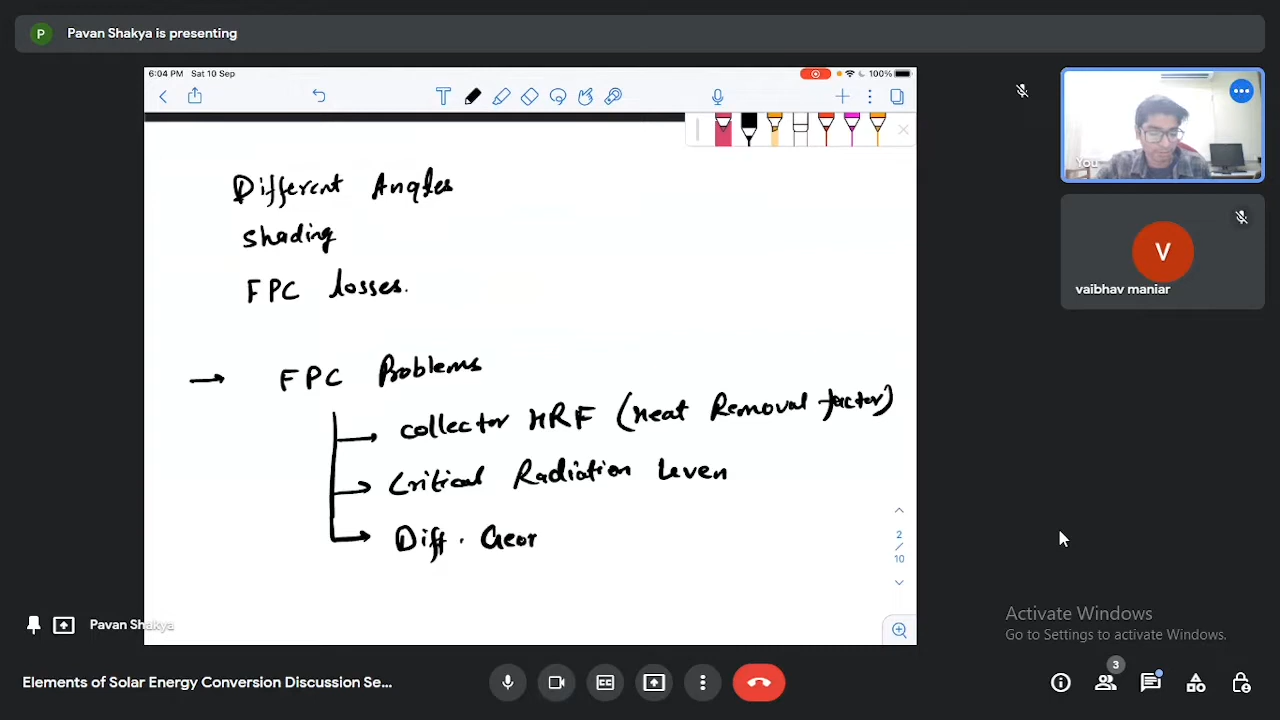 P Pavan Shakya is presenting
6:04 PM Sat 10 Sep
100%
T
You
V
vaibhav maniar
Different Angles
Shading
FPC losses.
→ FPC Problems
→ Collector HRF (Heat Removal factor)
→ Critical Radiation Leven
→ Diff. Geor
2
/
10
Pavan Shakya
Activate Windows
Go to Settings to activate Windows.
Elements of Solar Energy Conversion Discussion Se...
CC
3